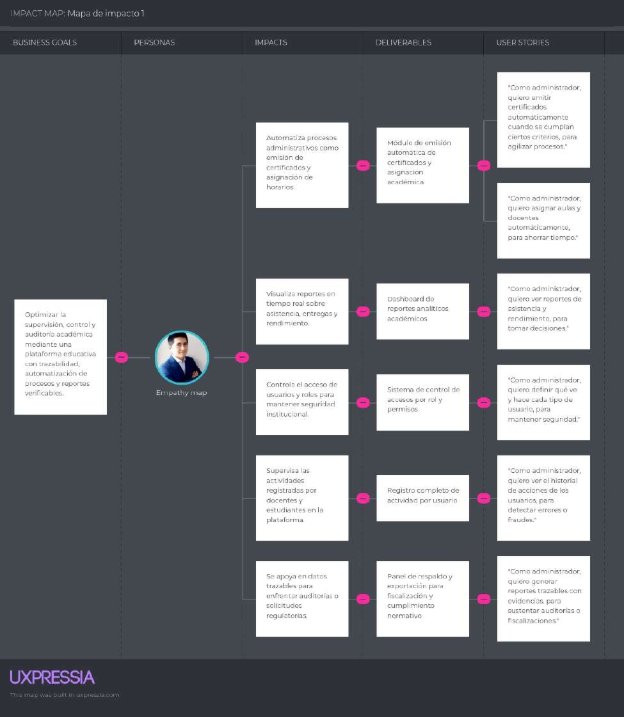 IMPACT MAP: Mapa de impacto 1
BUSINESS GOALS
PERSONAS
IMPACTS
DELIVERABLES
USER STORIES
Optimizar la
supervisión, control y
auditoría académica
mediante una
plataforma educativa
con trazabilidad,
automatización de
procesos y reportes
verificables.
Empathy map
Automatiza procesos
administrativos como
emisión de
certificados y
asignación de
horarios.
Módulo de emisión
automática de
certificados y
asignación
académica
"Como administrador,
quiero emitir
certificados
automáticamente
cuando se cumplan
ciertos criterios, para
agilizar procesos."
"Como administrador,
quiero asignar aulas y
docentes
automáticamente,
para ahorrar tiempo."
Visualiza reportes en
tiempo real sobre
asistencia, entregas y
rendimiento.
Dashboard de
reportes analíticos
académicos
"Como administrador,
quiero ver reportes de
asistencia y
rendimiento, para
tomar decisiones."
Controla el acceso de
usuarios y roles para
mantener seguridad
institucional.
Sistema de control de
accesos por rol y
permisos
"Como administrador,
quiero definir qué ve
y hace cada tipo de
usuario, para
mantener seguridad."
Supervisa las
actividades
registradas por
docentes y
estudiantes en la
plataforma.
Registro completo de
actividad por usuario
"Como administrador,
quiero ver el historial
de acciones de los
usuarios, para
detectar errores o
fraudes."
Se apoya en datos
trazables para
enfrentar auditorías o
solicitudes
regulatorias.
Panel de respaldo y
exportación para
fiscalización y
cumplimiento
normativo
"Como administrador,
quiero generar
reportes trazables con
evidencias, para
sustentar auditorías o
fiscalizaciones."
UXPRESSIA
This map was built in uxpressia.com